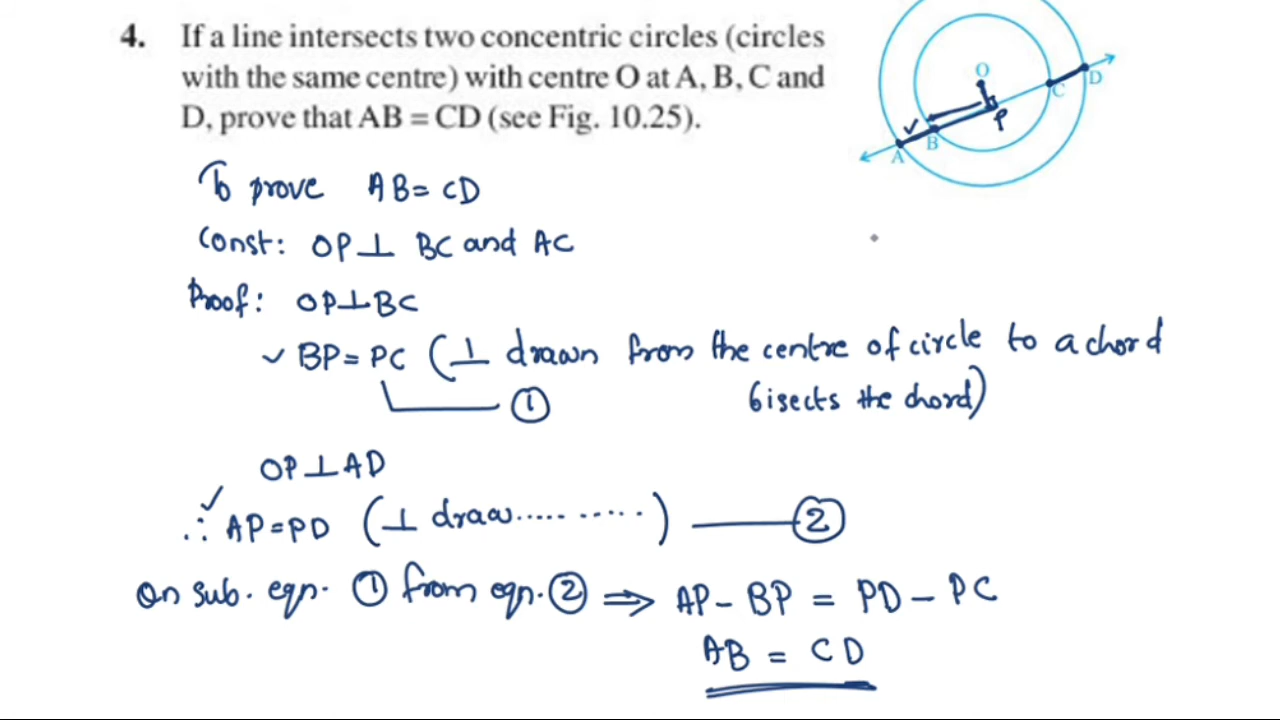 4. If a line intersects two concentric circles (circles
with the same centre) with centre O at A, B, C and
D, prove that AB = CD (see Fig. 10.25).
O
D
C
P
B
A
To prove AB = CD
Const: OP ⊥ BC and AC
Proof: OP ⊥ BC
✓ BP = PC (⊥ drawn from the centre of circle to a chord
bisects the chord)
①
OP ⊥ AD
✓
∴ AP = PD (⊥ draw..... .....) ②
On sub. eqn. ① from eqn. ② ⇒ AP - BP = PD - PC
AB = CD